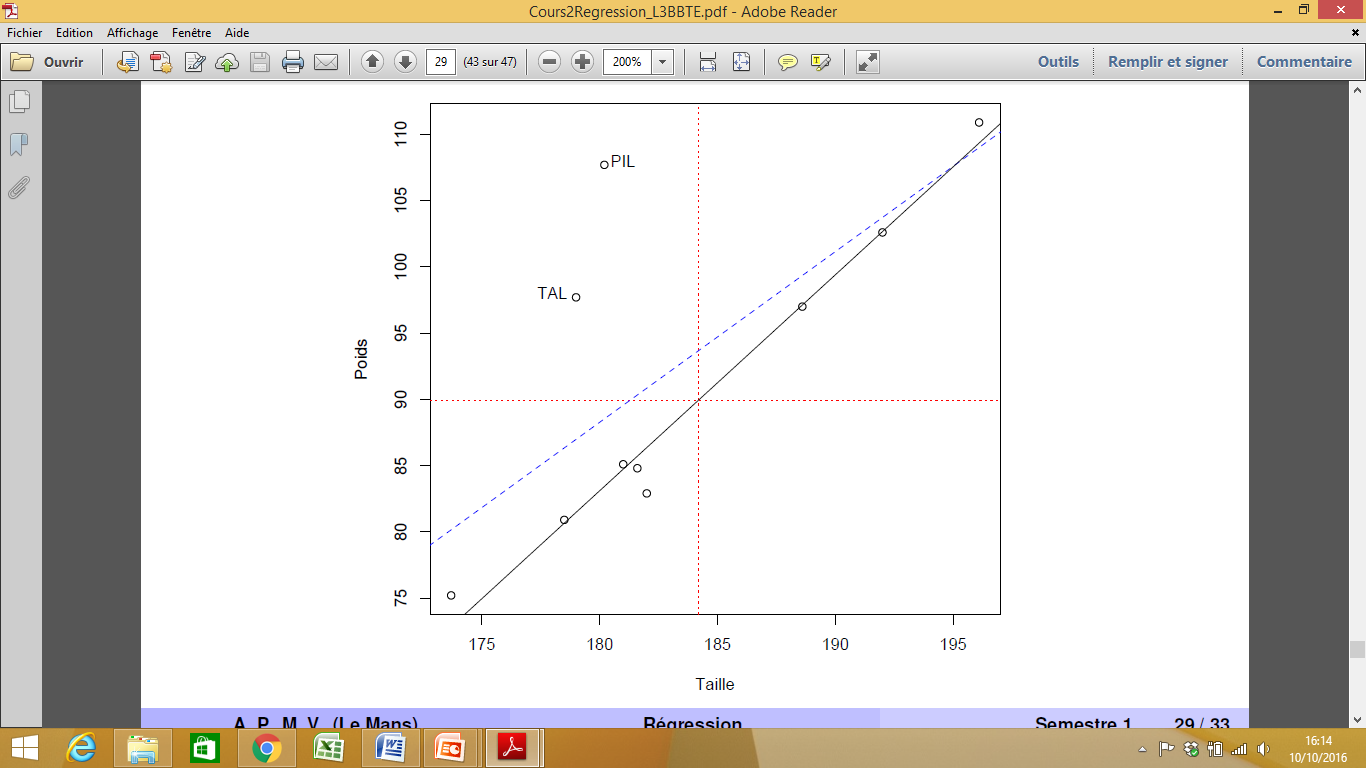 Cours2Regression_L3BBTE.pdf - Adobe Reader
Fichier Edition Affichage Fenêtre Aide
Ouvrir 29 (43 sur 47) 200% Outils Remplir et signer Commentaire
110
PIL
105
100
TAL
95
Poids
90
85
80
75
175 180 185 190 195
Taille
A. P. M. V. (Le Mans) Régression Semestre 1 29 / 33
16:14
10/10/2016